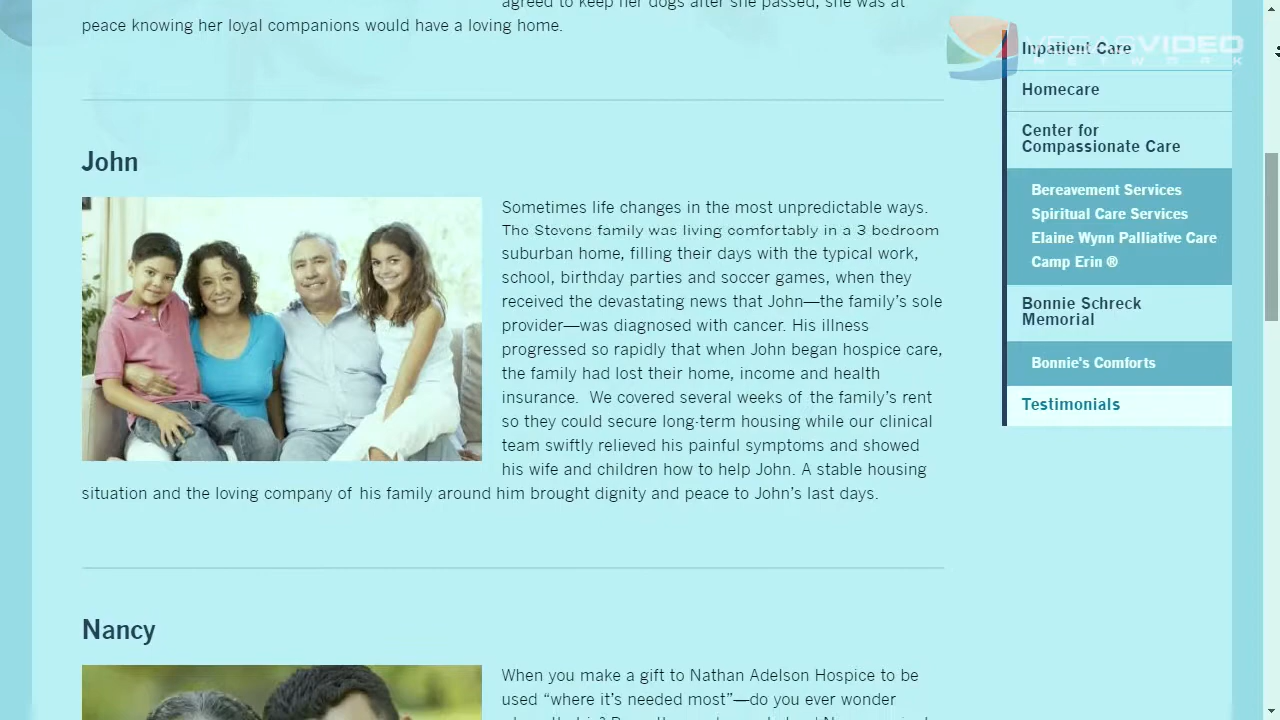 agreed to keep her dogs after she passed, she was at
peace knowing her loyal companions would have a loving home.
John
Sometimes life changes in the most unpredictable ways.
The Stevens family was living comfortably in a 3 bedroom
suburban home, filling their days with the typical work,
school, birthday parties and soccer games, when they
received the devastating news that John—the family’s sole
provider—was diagnosed with cancer. His illness
progressed so rapidly that when John began hospice care,
the family had lost their home, income and health
insurance.  We covered several weeks of the family’s rent
so they could secure long-term housing while our clinical
team swiftly relieved his painful symptoms and showed
his wife and children how to help John. A stable housing
situation and the loving company of his family around him brought dignity and peace to John’s last days.
Nancy
When you make a gift to Nathan Adelson Hospice to be
used “where it’s needed most”—do you ever wonder
VEGAS VIDEO
NETWORK
Inpatient Care
Homecare
Center for
Compassionate Care
Bereavement Services
Spiritual Care Services
Elaine Wynn Palliative Care
Camp Erin ®
Bonnie Schreck
Memorial
Bonnie's Comforts
Testimonials